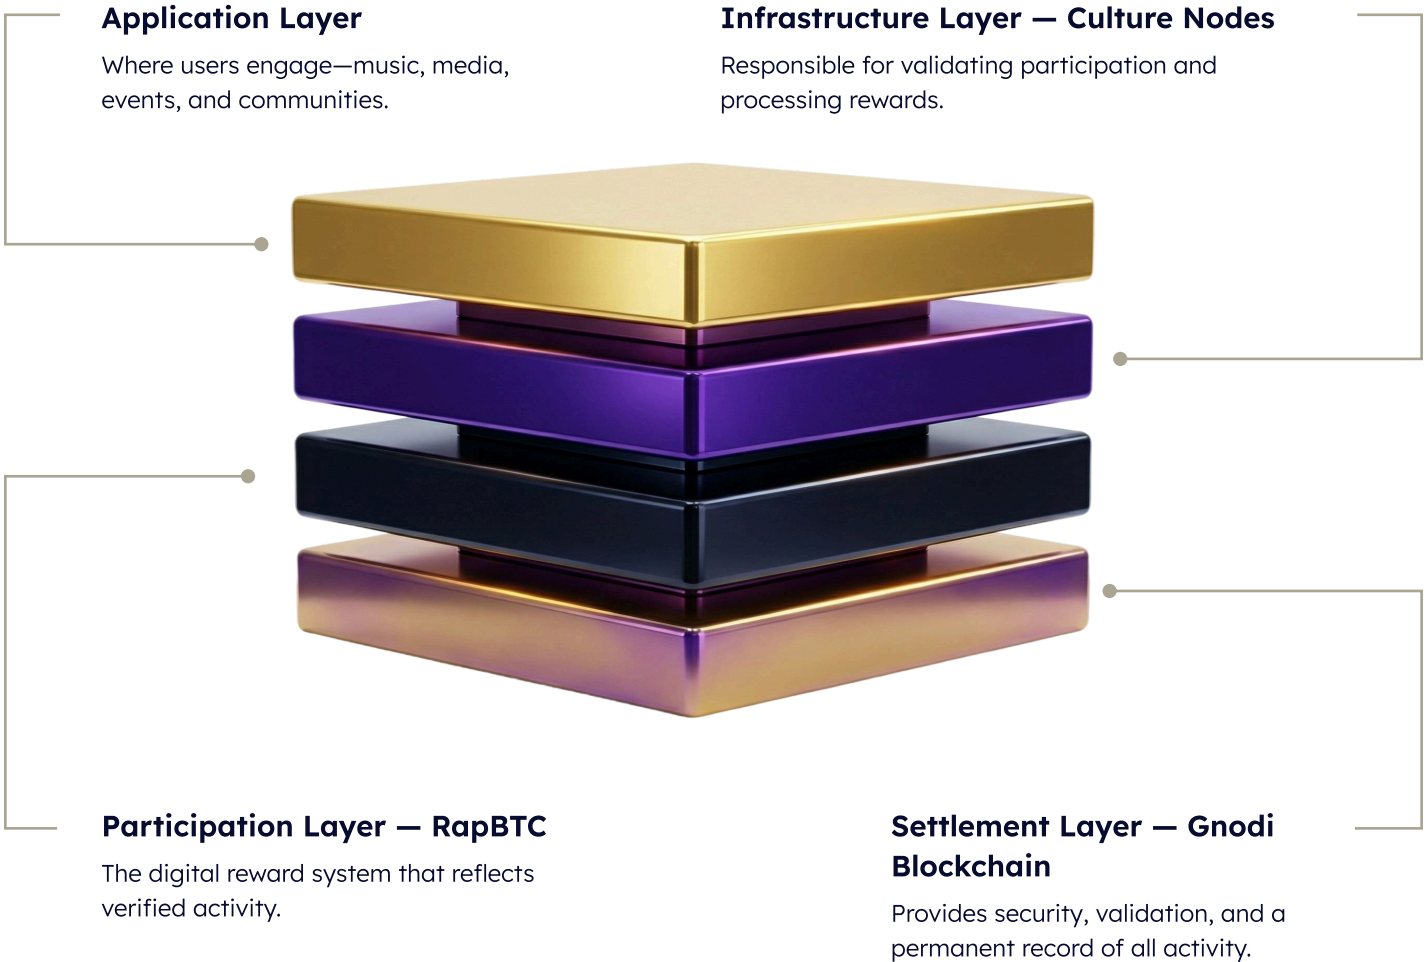 Application Layer
Where users engage—music, media,
events, and communities.
Infrastructure Layer — Culture Nodes
Responsible for validating participation and
processing rewards.
Participation Layer — RapBTC
The digital reward system that reflects
verified activity.
Settlement Layer — Gnodi
Blockchain
Provides security, validation, and a
permanent record of all activity.